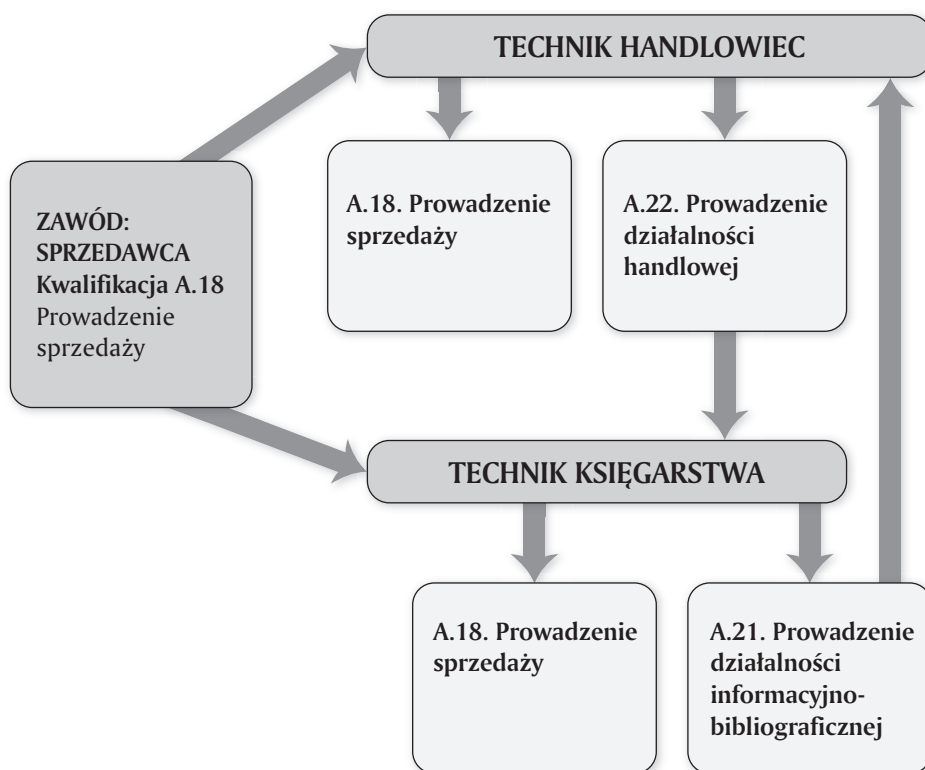 TECHNIK HANDLOWIEC
ZAWÓD:
SPRZEDAWCA
Kwalifikacja A.18
Prowadzenie
sprzedaży
A.18. Prowadzenie
sprzedaży
A.22. Prowadzenie
działalności
handlowej
TECHNIK KSIĘGARSTWA
A.18. Prowadzenie
sprzedaży
A.21. Prowadzenie
działalności
informacyjno-
bibliograficznej